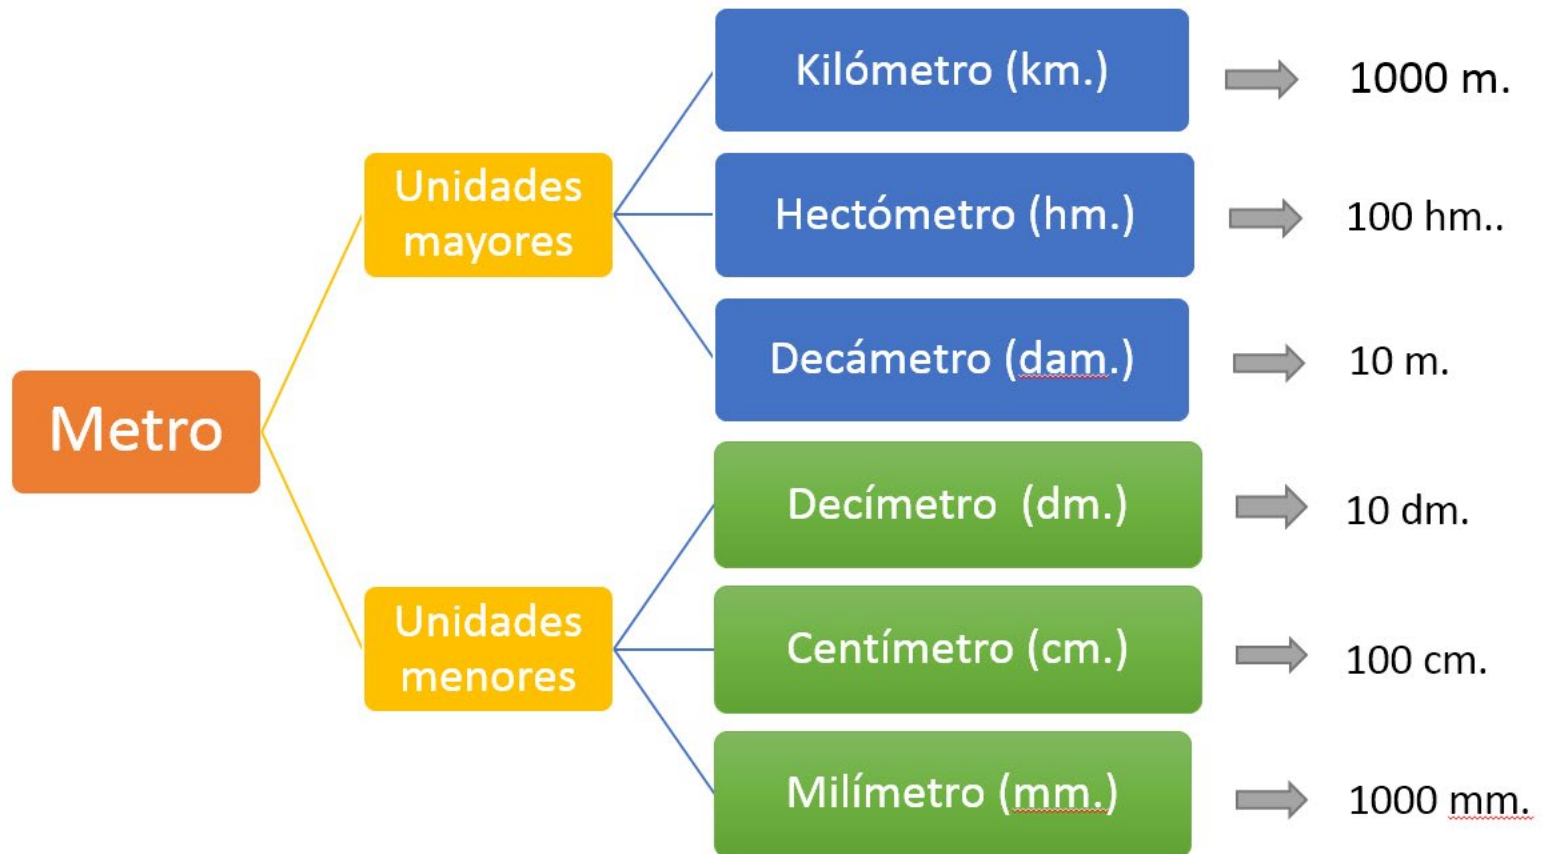 Metro
Unidades
mayores
Kilómetro (km.)
1000 m.
Hectómetro (hm.)
100 hm..
Decámetro (dam.)
10 m.
Unidades
menores
Decímetro  (dm.)
10 dm.
Centímetro (cm.)
100 cm.
Milímetro (mm.)
1000 mm.